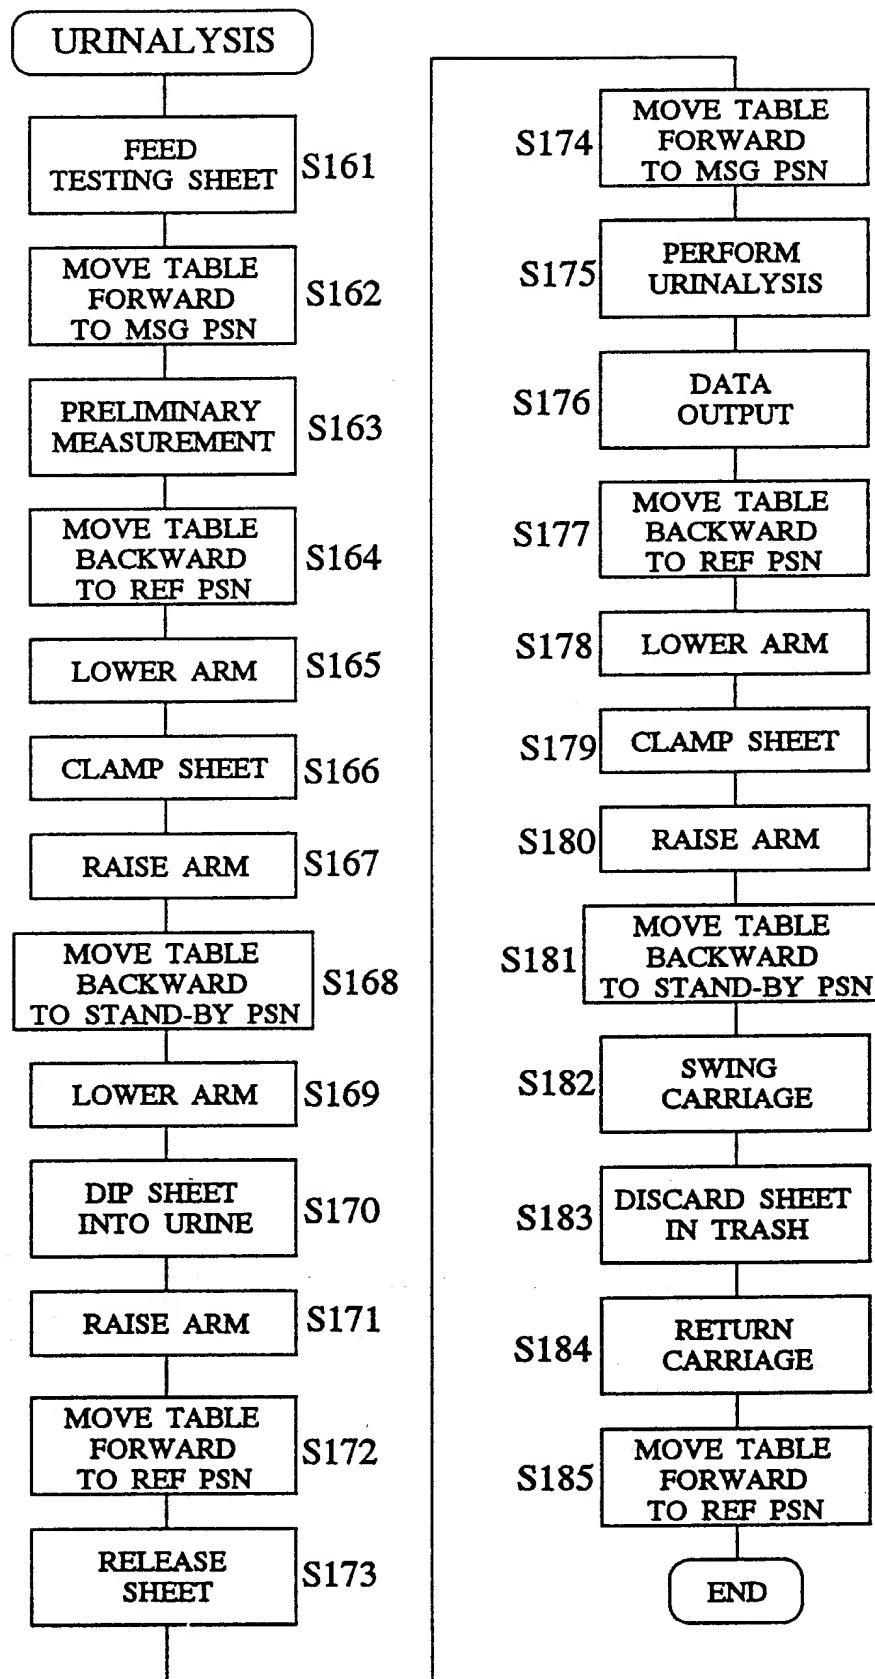 URINALYSIS
FEED
TESTING SHEET
S161
MOVE TABLE
FORWARD
TO MSG PSN
S162
PRELIMINARY
MEASUREMENT
S163
MOVE TABLE
BACKWARD
TO REF PSN
S164
LOWER ARM
S165
CLAMP SHEET
S166
RAISE ARM
S167
MOVE TABLE
BACKWARD
TO STAND-BY PSN
S168
LOWER ARM
S169
DIP SHEET
INTO URINE
S170
RAISE ARM
S171
MOVE TABLE
FORWARD
TO REF PSN
S172
RELEASE
SHEET
S173
S174
MOVE TABLE
FORWARD
TO MSG PSN
S175
PERFORM
URINALYSIS
S176
DATA
OUTPUT
S177
MOVE TABLE
BACKWARD
TO REF PSN
S178
LOWER ARM
S179
CLAMP SHEET
S180
RAISE ARM
S181
MOVE TABLE
BACKWARD
TO STAND-BY PSN
S182
SWING
CARRIAGE
S183
DISCARD SHEET
IN TRASH
S184
RETURN
CARRIAGE
S185
MOVE TABLE
FORWARD
TO REF PSN
END